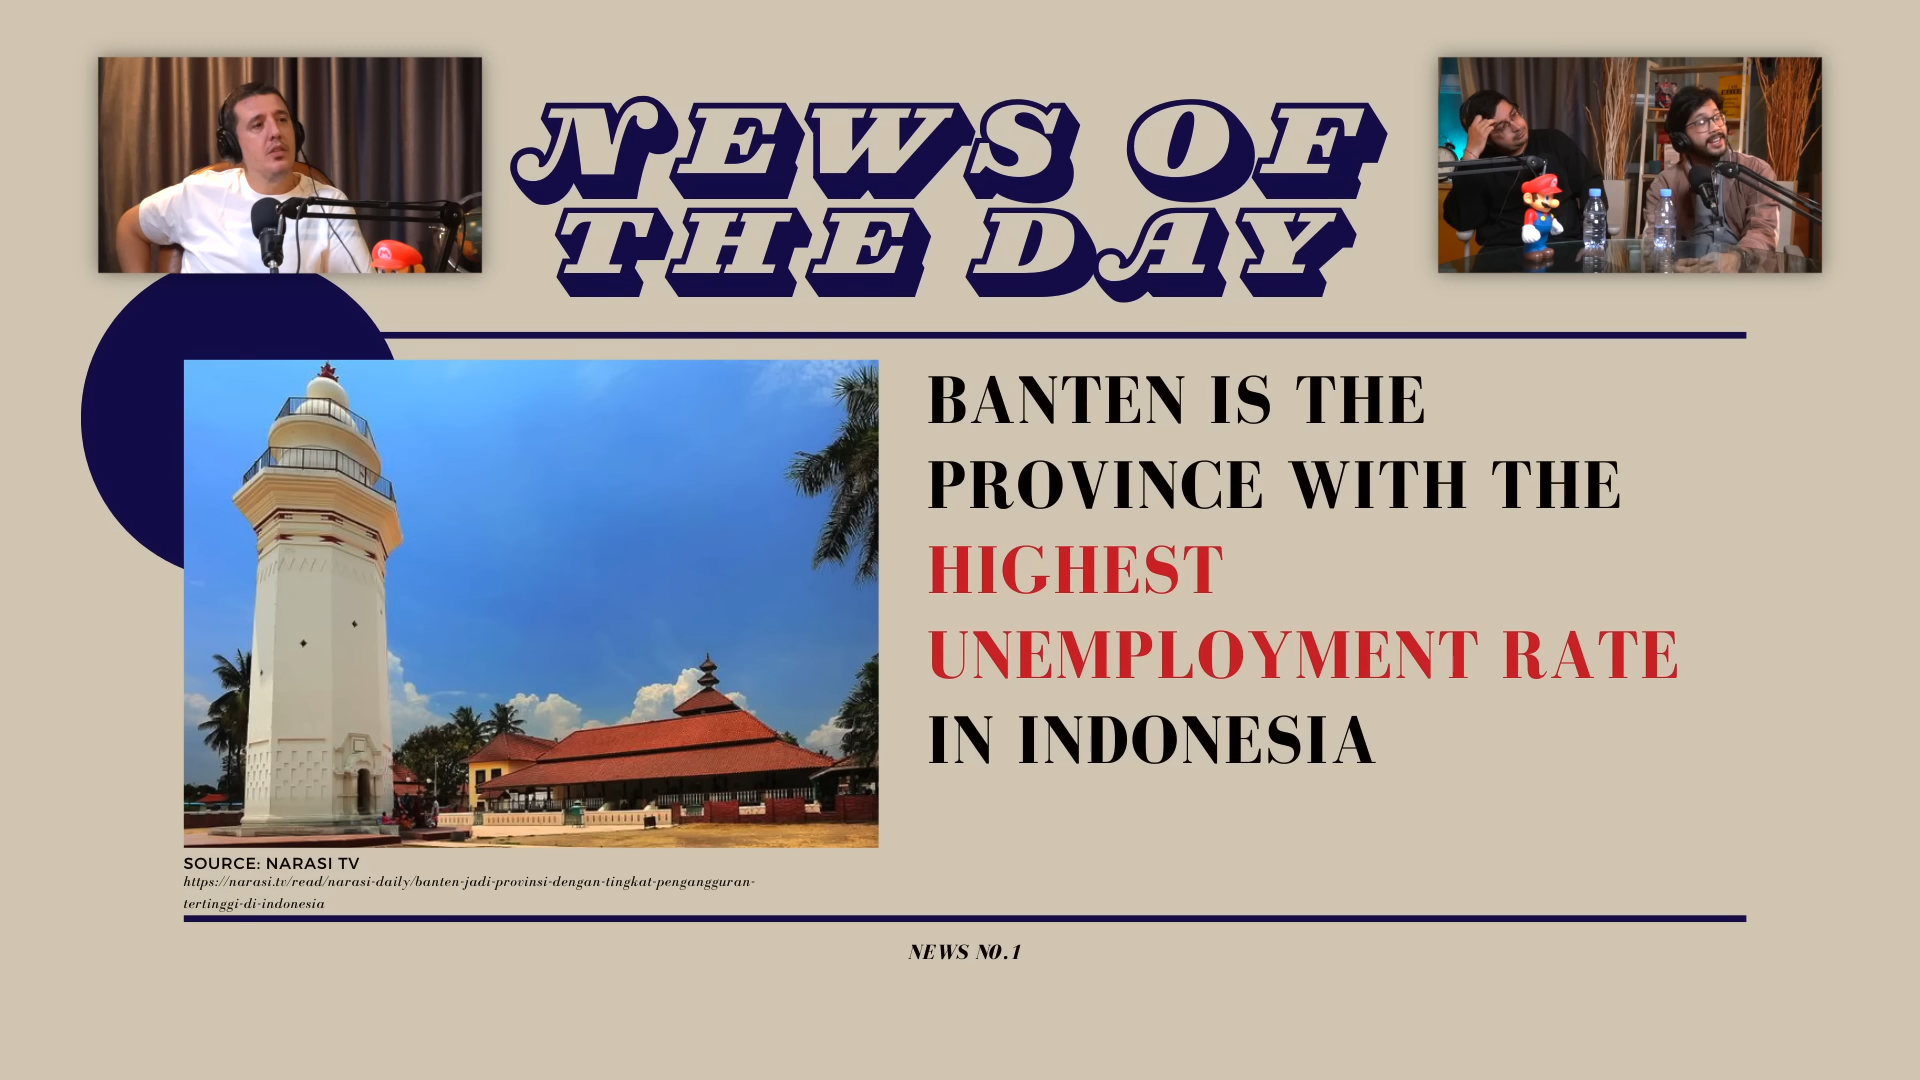 NEWS OF
THE DAY
BANTEN IS THE
PROVINCE WITH THE
HIGHEST
UNEMPLOYMENT RATE
IN INDONESIA
SOURCE: NARASI TV
https://narasi.tv/read/narasi-daily/banten-jadi-provinsi-dengan-tingkat-pengangguran-
tertinggi-di-indonesia
NEWS NO.1